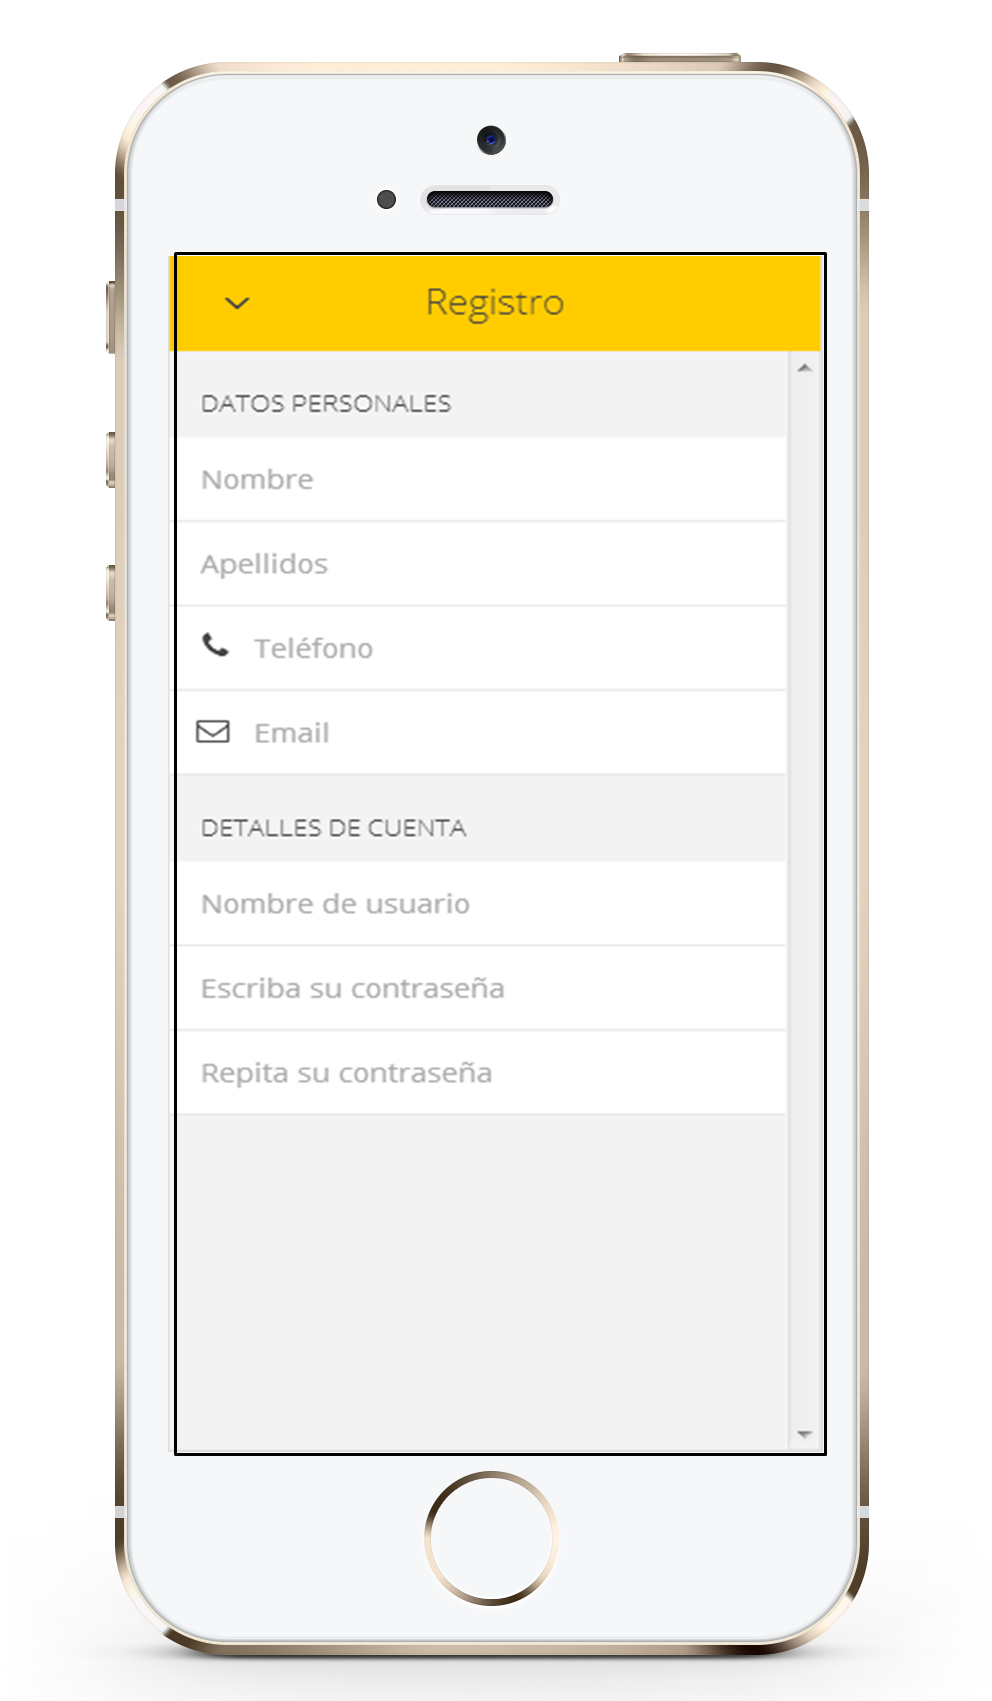 Registro
DATOS PERSONALES
Nombre
Apellidos
Teléfono
Email
DETALLES DE CUENTA
Nombre de usuario
Escriba su contraseña
Repita su contraseña